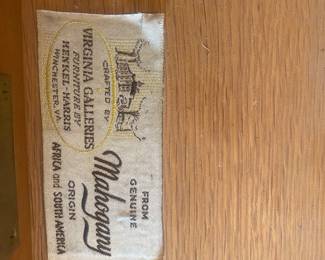 CRAFTED BY
VIRGINIA GALLERIES
FURNITURE BY
HENKEL-HARRIS
WINCHESTER, VA.
FROM
GENUINE
Mahogany
ORIGIN
AFRICA and SOUTH AMERICA